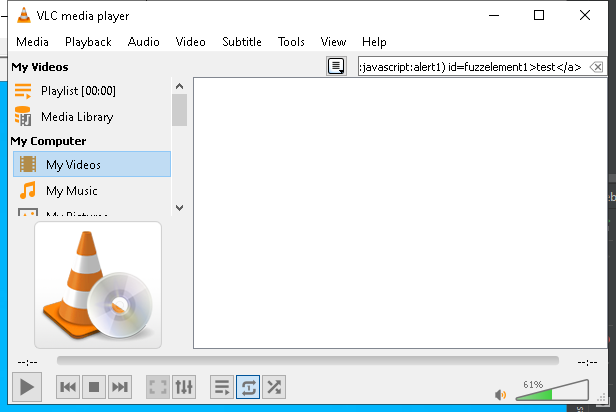 VLC media player
Media Playback Audio Video Subtitle Tools View Help
My Videos
:javascript:alert1) id=fuzzelement1>test</a>
Playlist [00:00]
Media Library
My Computer
My Videos
My Music
My Pictures
--:-- --:--
61%